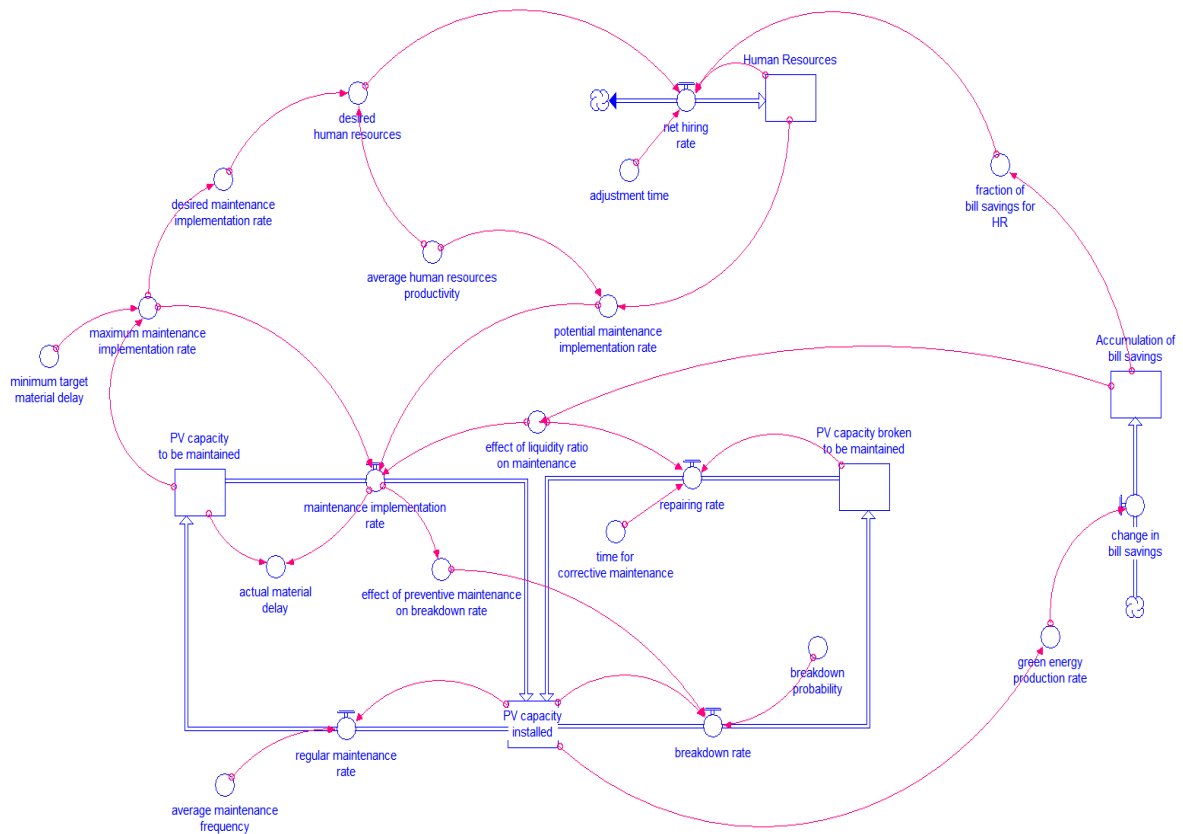 Human Resources
desired
human resources
net hiring
rate
adjustment time
fraction of
bill savings for
HR
desired maintenance
implementation rate
average human resources
productivity
maximum maintenance
implementation rate
potential maintenance
implementation rate
Accumulation of
bill savings
minimum target
material delay
PV capacity
to be maintained
effect of liquidity ratio
on maintenance
PV capacity broken
to be maintained
maintenance implementation
rate
repairing rate
change in
bill savings
time for
corrective maintenance
actual material
delay
effect of preventive maintenance
on breakdown rate
green energy
production rate
breakdown
probability
PV capacity
installed
regular maintenance
rate
breakdown rate
average maintenance
frequency